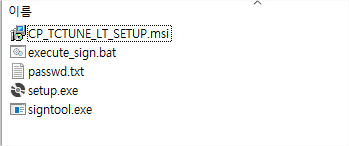 이름
CP_TCTUNE_LT_SETUP.msi
execute_sign.bat
passwd.txt
setup.exe
signtool.exe